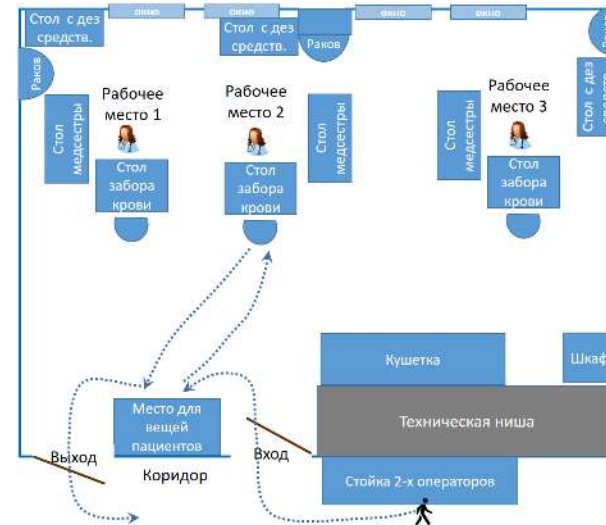 окно
окно
окно
окно
Стол с дез
средств.
Стол с дез
средств.
Раков
Раков
Рабочее
место 1
Рабочее
место 2
Рабочее
место 3
Стол с дез
Стол
медсестры
Стол
медсестры
Стол
медсестры
Стол
забора
крови
Стол
забора
крови
Стол
забора
крови
Кушетка
Шкаф
Место для
вещей
пациентов
Техническая ниша
Выход
Вход
Коридор
Стойка 2-х операторов